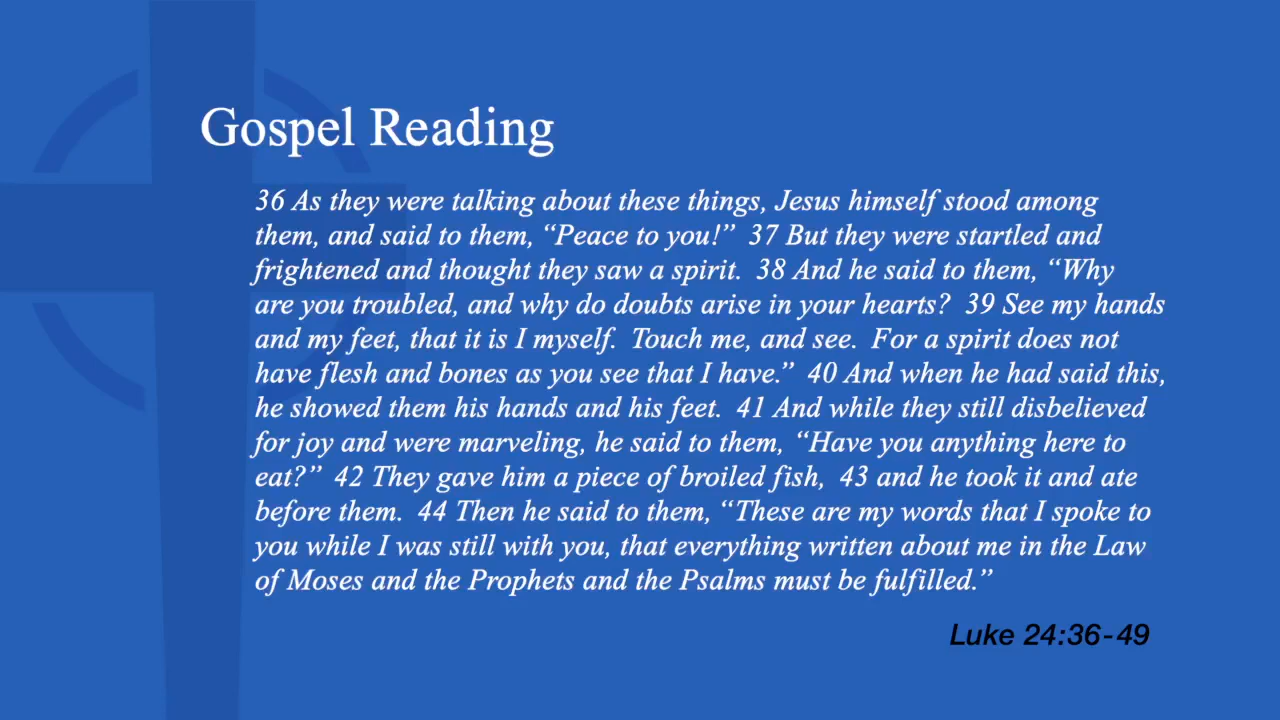 Gospel Reading
36 As they were talking about these things, Jesus himself stood among
them, and said to them, “Peace to you!”  37 But they were startled and
frightened and thought they saw a spirit.  38 And he said to them, “Why
are you troubled, and why do doubts arise in your hearts?  39 See my hands
and my feet, that it is I myself.  Touch me, and see.  For a spirit does not
have flesh and bones as you see that I have.”  40 And when he had said this,
he showed them his hands and his feet.  41 And while they still disbelieved
for joy and were marveling, he said to them, “Have you anything here to
eat?”  42 They gave him a piece of broiled fish,  43 and he took it and ate
before them.  44 Then he said to them, “These are my words that I spoke to
you while I was still with you, that everything written about me in the Law
of Moses and the Prophets and the Psalms must be fulfilled.”
Luke 24:36-49